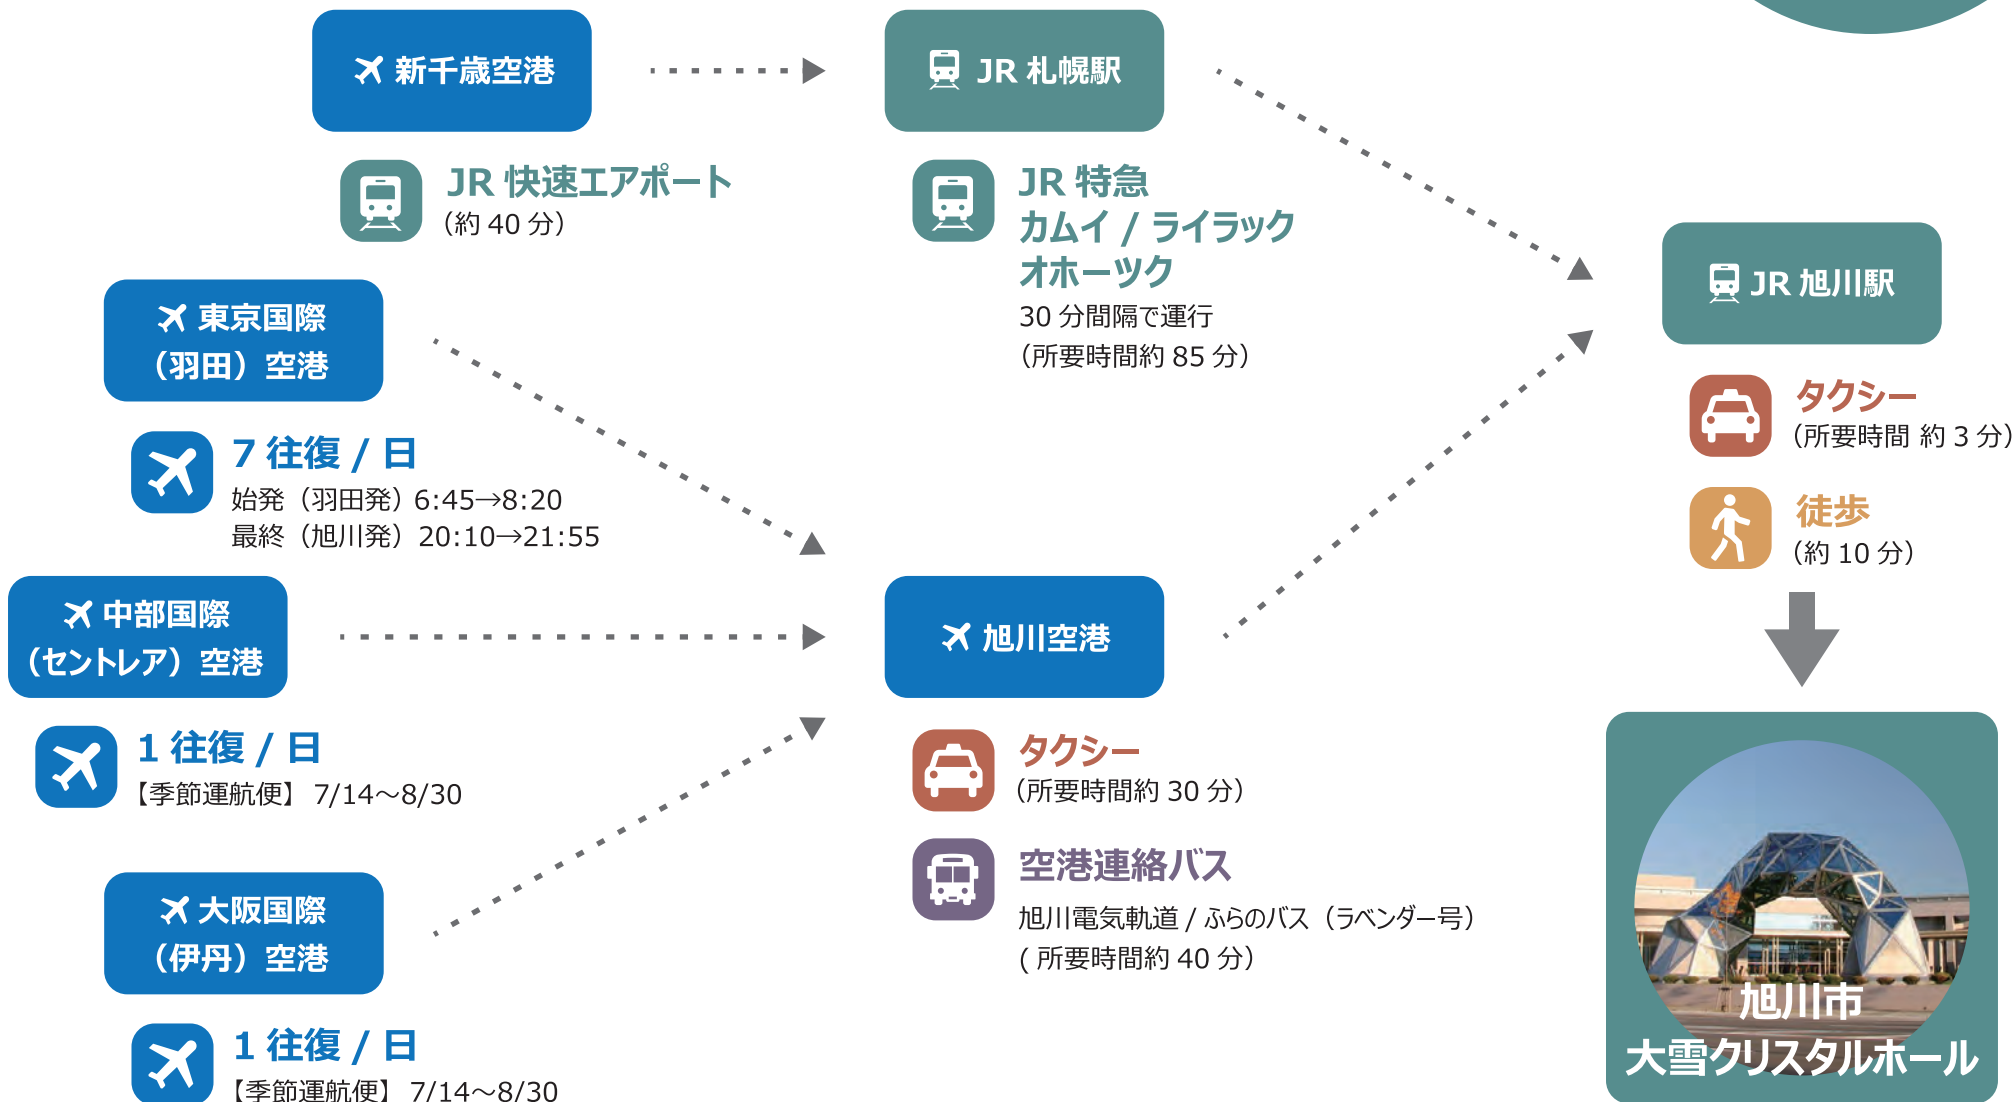 新千歳空港
JR 快速エアポート
（約 40 分）
JR 札幌駅
JR 特急
カムイ / ライラック
オホーツク
30 分間隔で運行
（所要時間約 85 分）
東京国際
（羽田）空港
7 往復 / 日
始発（羽田発）6:45→8:20
最終（旭川発）20:10→21:55
中部国際
（セントレア）空港
1 往復 / 日
【季節運航便】 7/14～8/30
大阪国際
（伊丹）空港
1 往復 / 日
【季節運航便】 7/14～8/30
旭川空港
タクシー
（所要時間約 30 分）
空港連絡バス
旭川電気軌道 / ふらのバス（ラベンダー号）
( 所要時間約 40 分）
JR 旭川駅
タクシー
（所要時間 約 3 分）
徒歩
（約 10 分）
旭川市
大雪クリスタルホール